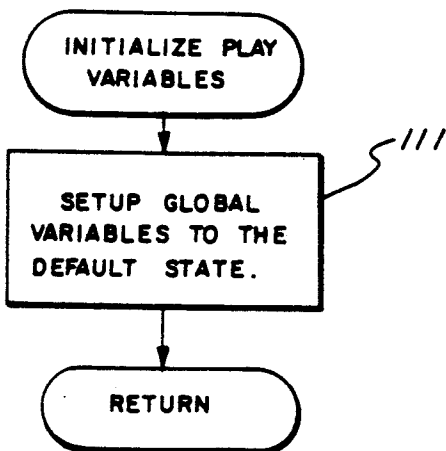 INITIALIZE PLAY
VARIABLES
111
SETUP GLOBAL
VARIABLES TO THE
DEFAULT STATE.
RETURN